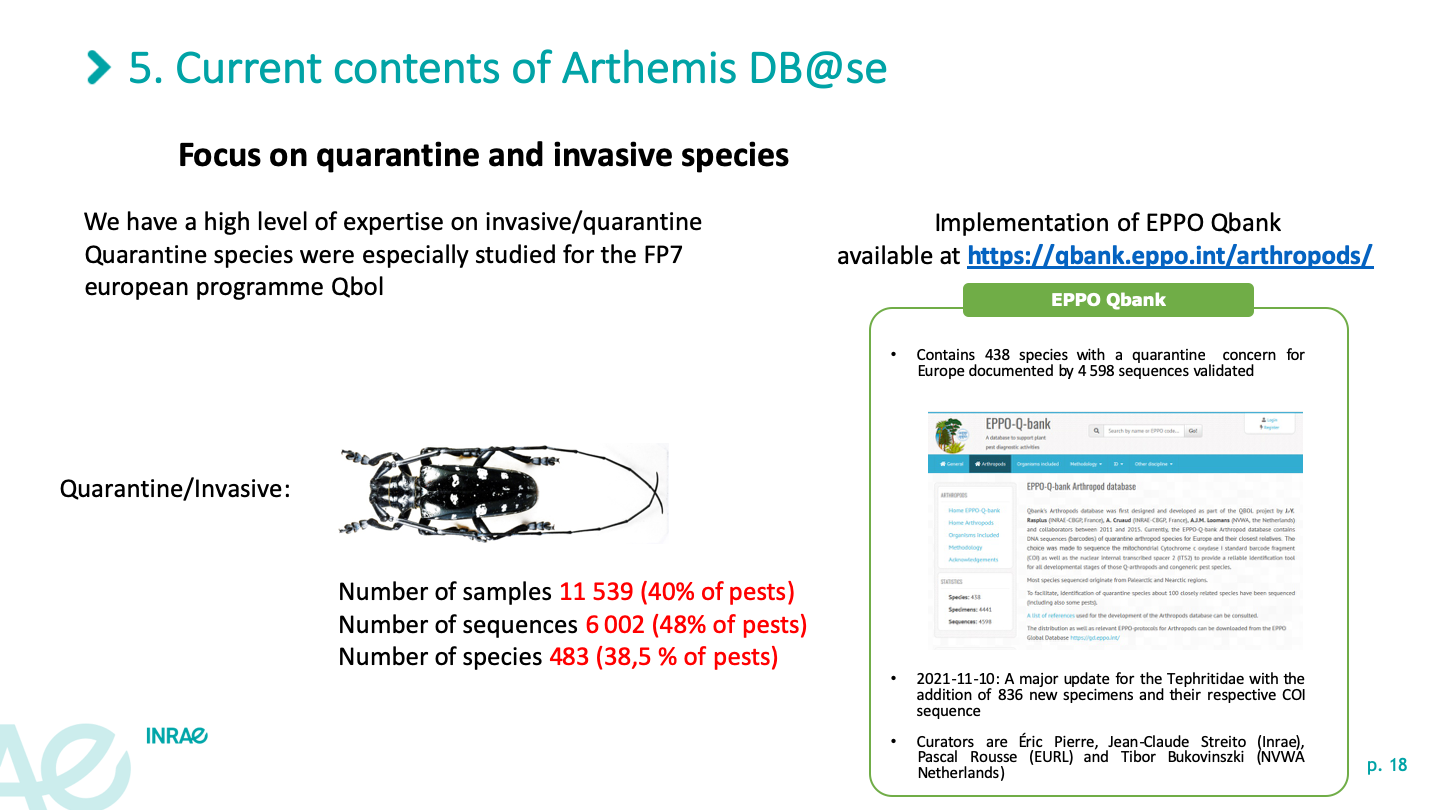 5. Current contents of Arthemis DB@se
Focus on quarantine and invasive species
We have a high level of expertise on invasive/quarantine
Quarantine species were especially studied for the FP7
european programme Qbol
Quarantine/Invasive:
Number of samples 11 539 (40% of pests)
Number of sequences 6 002 (48% of pests)
Number of species 483 (38,5 % of pests)
Implementation of EPPO Qbank
available at https://qbank.eppo.int/arthropods/
EPPO Qbank
• Contains 438 species with a quarantine concern for
Europe documented by 4 598 sequences validated
EPPO-Q-bank
A database to support plant
pest diagnostic activities
Search by name or EPPO code... Go!
Login
Register
General Arthropods Organisms included Methodology ID Other discipline
ARTHROPODS
Home EPPO Q-bank
Home Arthropods
Organisms Included
Methodology
Acknowledgements
STATISTICS
Species: 438
Specimens: 4441
Sequences: 4598
EPPO-Q-bank Arthropod database
Qbank's Arthropods database was first designed and developed as part of the QBOL project by J-Y.
Rasplus (INRAE-CBGP, France), A. Cruaud (INRAE-CBGP, France), A.J.M. Loomans (NVWA, the Netherlands)
and collaborators between 2011 and 2015. Currently, the EPPO-Q-bank Arthropod database contains
DNA sequences (barcodes) of quarantine arthropod species for Europe and their closest relatives. The
choice was made to sequence the mitochondrial Cytochrome c oxydase I standard barcode fragment
(COI) as well as the nuclear internal transcribed spacer 2 (ITS2) to provide a reliable identification tool
for all developmental stages of those Q-arthropods and congeneric pest species.
Most species sequenced originate from Palearctic and Nearctic regions.
To facilitate, identification of quarantine species about 100 closely related species have been sequenced
(including also some pests).
A list of references used for the development of the Arthropods database can be consulted.
The distribution as well as relevant EPPO-protocols for Arthropods can be downloaded from the EPPO
Global Database https://gd.eppo.int/
• 2021-11-10: A major update for the Tephritidae with the
addition of 836 new specimens and their respective COI
sequence
• Curators are Éric Pierre, Jean-Claude Streito (Inrae),
Pascal Rousse (EURL) and Tibor Bukovinszki (NVWA
Netherlands)
INRAE
p. 18